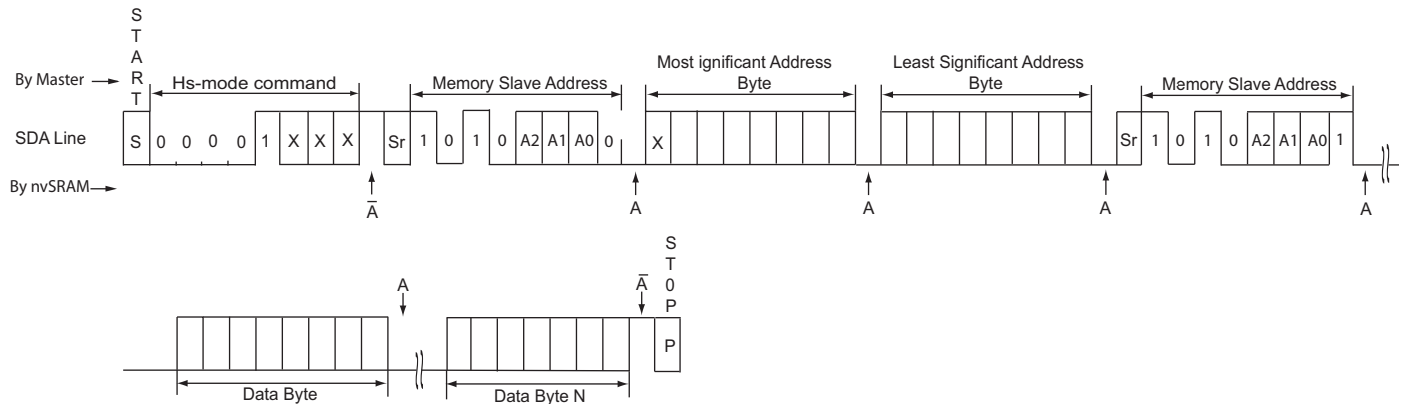 START
By Master
Hs-mode command
Memory Slave Address
Most ignificant Address
Byte
Least Significant Address
Byte
Memory Slave Address
SDA Line
S 0 0 0 0 1 X X X Sr 1 0 1 0 A2 A1 A0 0 X Sr 1 0 1 0 A2 A1 A0 1
By nvSRAM
A̅ A A A A
A A̅
ST0P
P
Data Byte Data Byte N